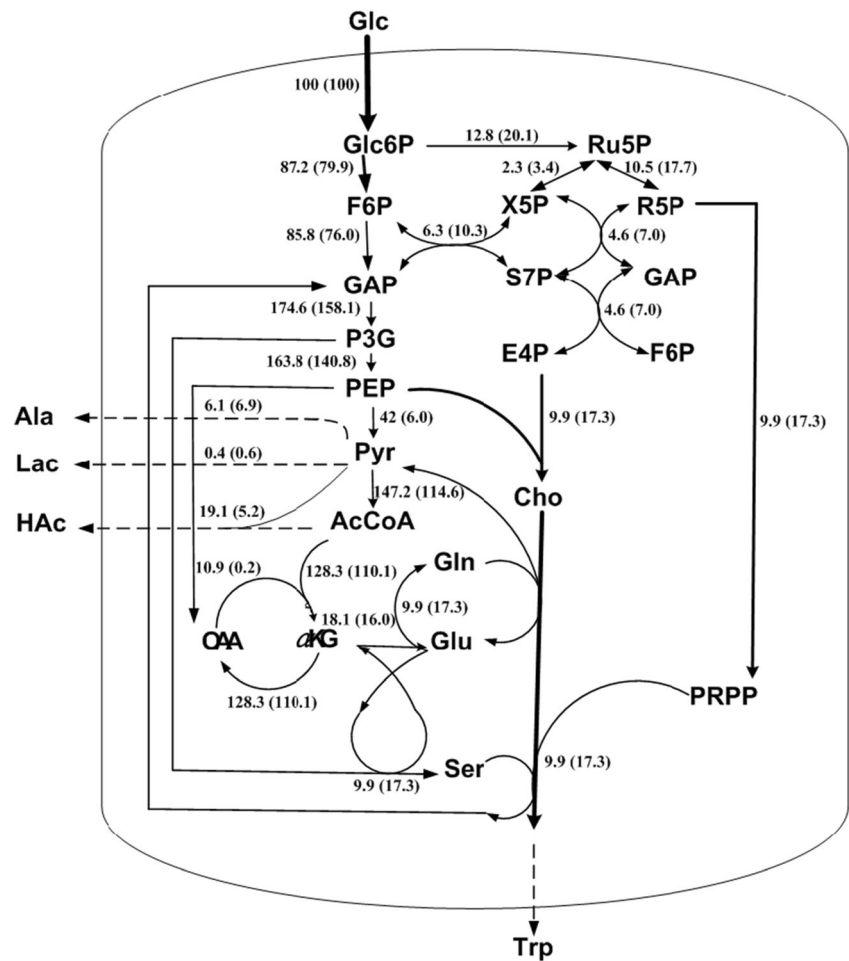 Glc
100 (100)
Glc6P
12.8 (20.1)
Ru5P
87.2 (79.9)
2.3 (3.4)
10.5 (17.7)
F6P
X5P
R5P
85.8 (76.0)
6.3 (10.3)
4.6 (7.0)
GAP
S7P
GAP
174.6 (158.1)
4.6 (7.0)
P3G
E4P
F6P
163.8 (140.8)
PEP
Ala
6.1 (6.9)
42 (6.0)
9.9 (17.3)
9.9 (17.3)
Pyr
Lac
0.4 (0.6)
147.2 (114.6)
Cho
HAc
19.1 (5.2)
AcCoA
10.9 (0.2)
128.3 (110.1)
Gln
18.1 (16.0)
9.9 (17.3)
OAA
αKG
Glu
128.3 (110.1)
PRPP
Ser
9.9 (17.3)
9.9 (17.3)
Trp